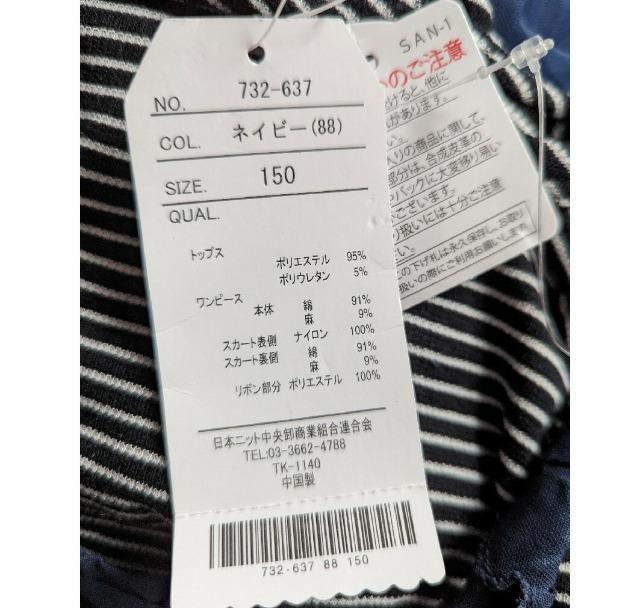 NO. 732-637
COL. ネイビー(88)
SIZE. 150
QUAL.
トップス ポリエステル 95%
ポリウレタン 5%
ワンピース
本体 綿 91%
麻 9%
スカート表側 ナイロン 100%
スカート裏側 綿 91%
麻 9%
リボン部分 ポリエステル 100%
日本ニット中央卸商業組合連合会
TEL:03-3662-4788
TK-1140
中国製
732-637 88 150
SAN-1
のご注意
ると、他に
があります。
い。
入りの商品に関して、
部分は、合成皮革の
バックに大変移り易い
ございます。
り扱いには十分ご注意
い。
の下げ札は永久保存し、お取り
扱いの際にご利用お願いします